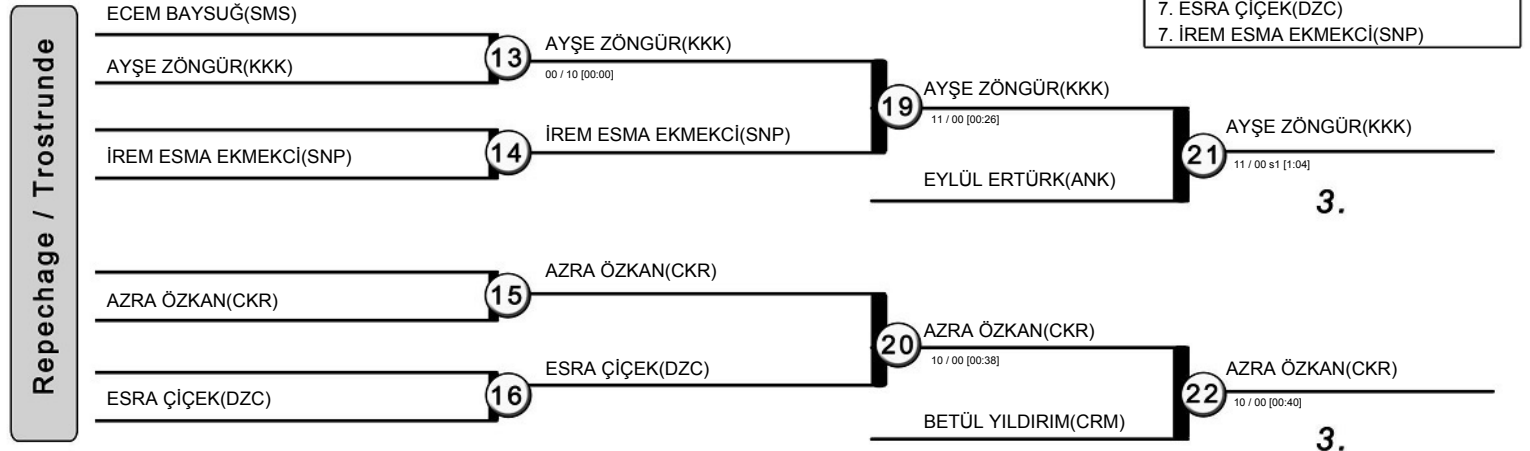 Repechage / Trostrunde
7. ESRA ÇİÇEK(DZC)
7. İREM ESMA EKMEKCİ(SNP)
ECEM BAYSUĞ(SMS)
AYŞE ZÖNGÜR(KKK)
13
AYŞE ZÖNGÜR(KKK)
00 / 10 [00:00]
İREM ESMA EKMEKCİ(SNP)
14
İREM ESMA EKMEKCİ(SNP)
19
AYŞE ZÖNGÜR(KKK)
11 / 00 [00:26]
EYLÜL ERTÜRK(ANK)
21
AYŞE ZÖNGÜR(KKK)
11 / 00 s1 [1:04]
3.
AZRA ÖZKAN(CKR)
15
AZRA ÖZKAN(CKR)
ESRA ÇİÇEK(DZC)
16
ESRA ÇİÇEK(DZC)
20
AZRA ÖZKAN(CKR)
10 / 00 [00:38]
BETÜL YILDIRIM(CRM)
22
AZRA ÖZKAN(CKR)
10 / 00 [00:40]
3.